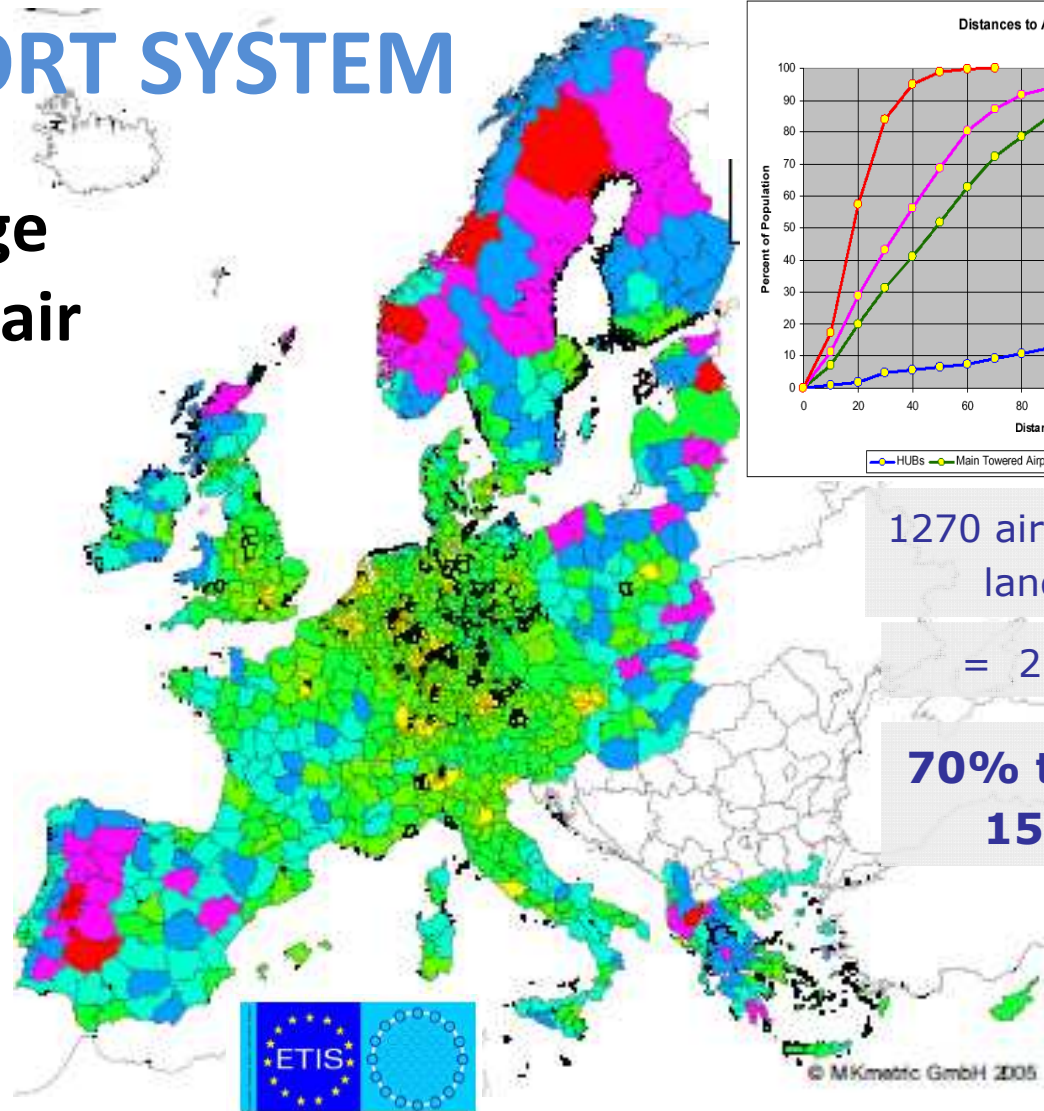 ORT SYSTEM
ge
air
Distances to A
Percent of Population
100
90
80
70
60
50
40
30
20
10
0
0 20 40 60 80
Distan
HUBs Main Towered Airp
1270 air
land
= 2
70% t
15
ETIS
© MKmetric GmbH 2005